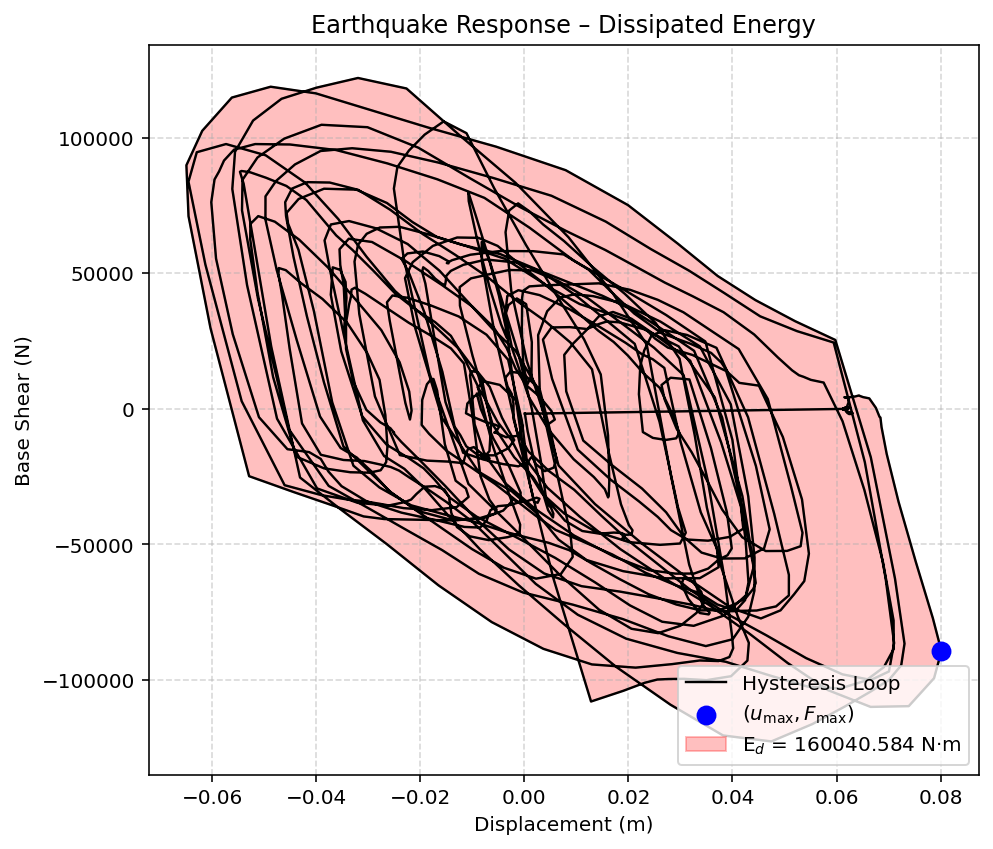 Earthquake Response – Dissipated Energy
Base Shear (N)
100000
50000
0
−50000
−100000
−0.06 −0.04 −0.02 0.00 0.02 0.04 0.06 0.08
Displacement (m)
Hysteresis Loop
(u_max, F_max)
E_d = 160040.584 N·m